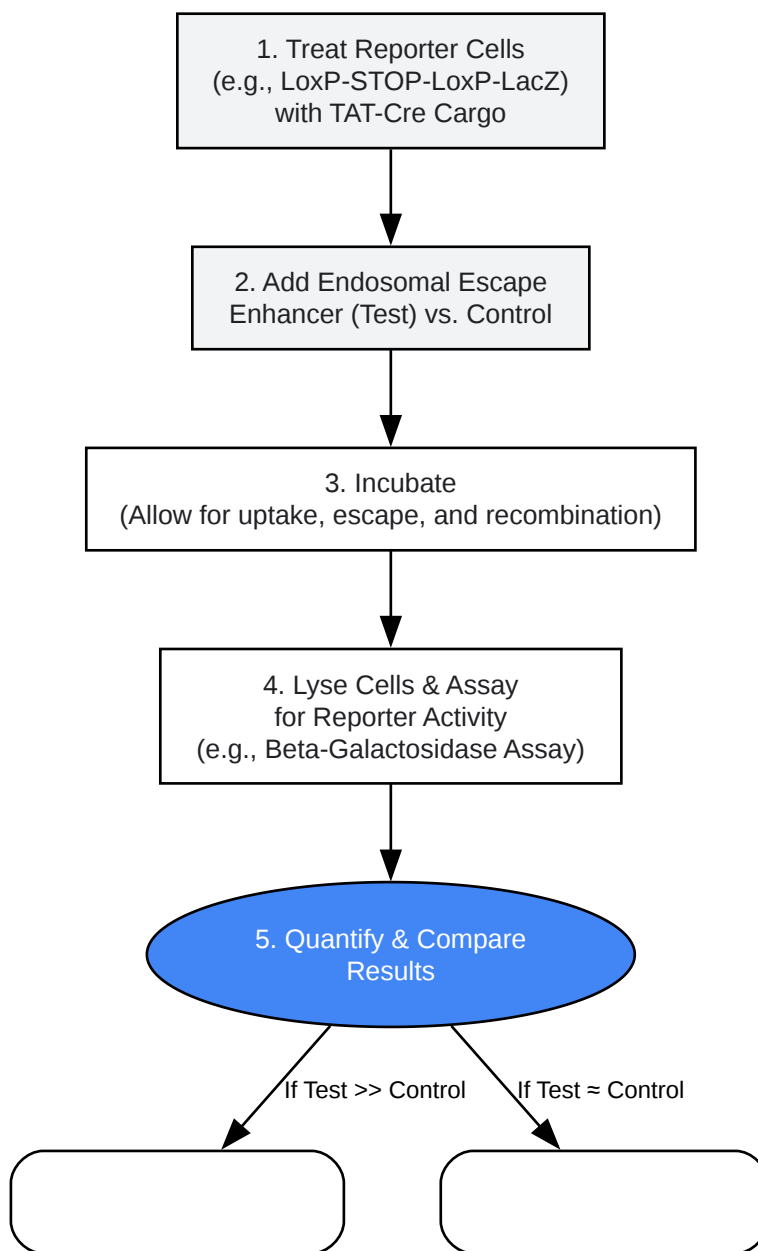 1. Treat Reporter Cells
(e.g., LoxP-STOP-LoxP-LacZ)
with TAT-Cre Cargo
2. Add Endosomal Escape
Enhancer (Test) vs. Control
3. Incubate
(Allow for uptake, escape, and recombination)
4. Lyse Cells & Assay
for Reporter Activity
(e.g., Beta-Galactosidase Assay)
5. Quantify & Compare
Results
If Test >> Control
If Test ≈ Control